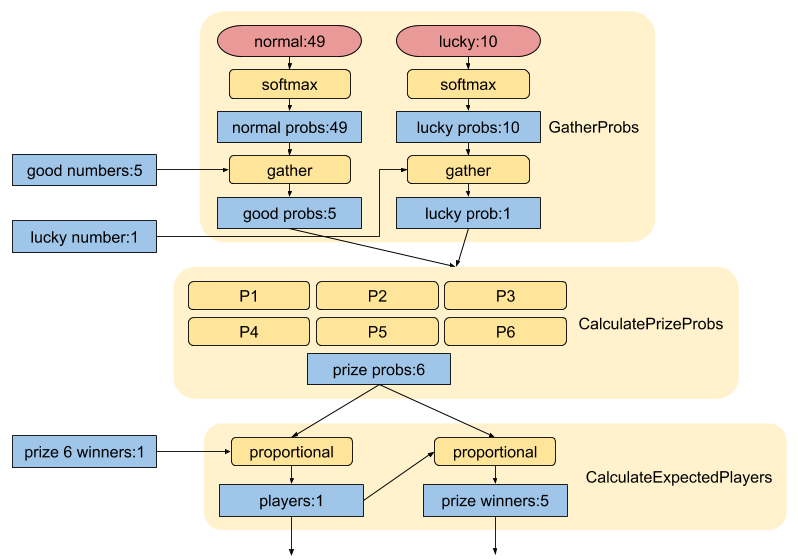 normal:49
lucky:10
softmax
softmax
normal probs:49
lucky probs:10
GatherProbs
good numbers:5
gather
gather
good probs:5
lucky prob:1
lucky number:1
P1
P2
P3
P4
P5
P6
CalculatePrizeProbs
prize probs:6
prize 6 winners:1
proportional
proportional
CalculateExpectedPlayers
players:1
prize winners:5